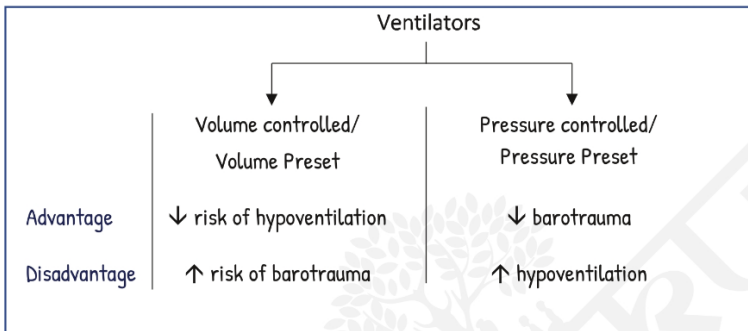 Ventilators
Volume controlled/ Pressure controlled/
Volume Preset Pressure Preset
Advantage ↓ risk of hypoventilation ↓ barotrauma
Disadvantage ↑ risk of barotrauma ↑ hypoventilation